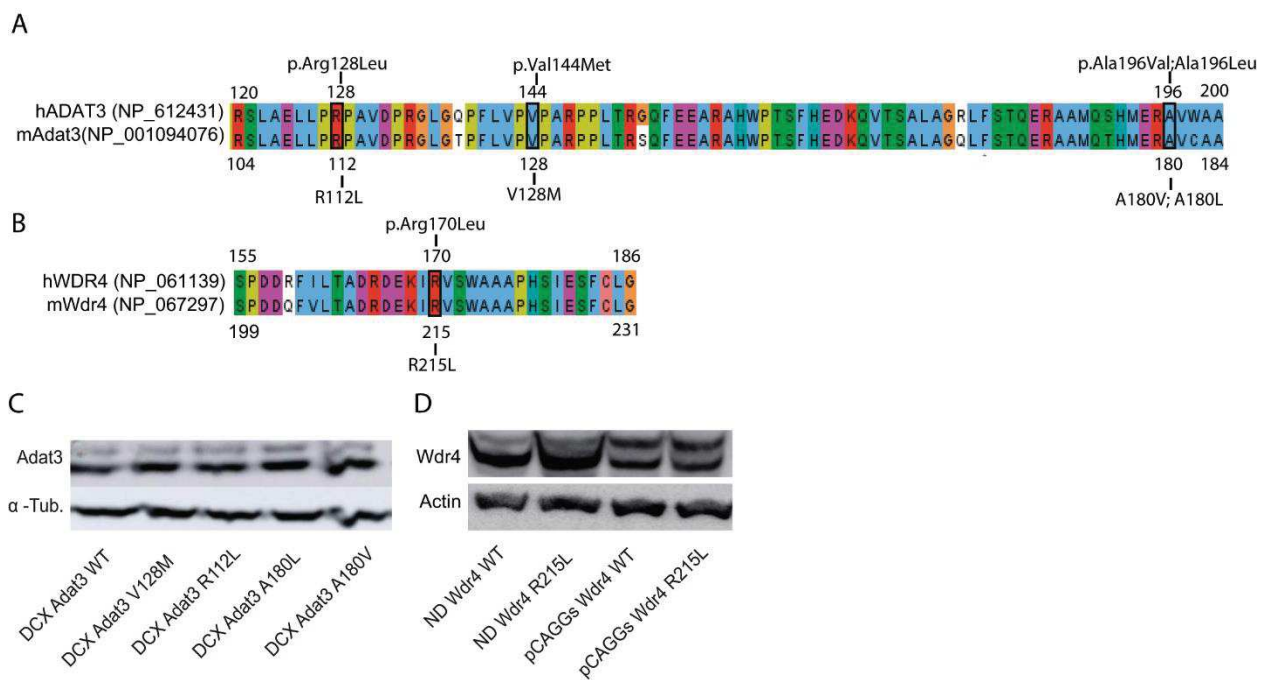 A
p.Arg128Leu
p.Val144Met
p.Ala196Val;Ala196Leu
120 128 144 196 200
hADAT3 (NP_612431) RSLAELLPRPAVDPRGLGQPFLVPVPARPPLTRGQFEEARAHWPTSFHEDKQVTSALAGRLFSTQERAAMQSHMERAVWAA
mAdat3(NP_001094076) RSLAELLPRPAVDPRGLGTPFLVPVPARPPLTRSQFEEARAHWPTSFHEDKQVTSALAGQLFSTQERAAMQTHMERAVCAA
104 112 128 180 184
R112L V128M A180V; A180L
B
p.Arg170Leu
155 170 186
hWDR4 (NP_061139) SPDDRFILTADRDEKIRVSWAAAPHSIESFCLG
mWdr4 (NP_067297) SPDDQFVLTADRDEKIRVSWAAAPHSIESFCLG
199 215 231
R215L
C
Adat3
α -Tub.
DCX Adat3 WT
DCX Adat3 V128M
DCX Adat3 R112L
DCX Adat3 A180L
DCX Adat3 A180V
D
Wdr4
Actin
ND Wdr4 WT
ND Wdr4 R215L
pCAGGs Wdr4 WT
pCAGGs Wdr4 R215L